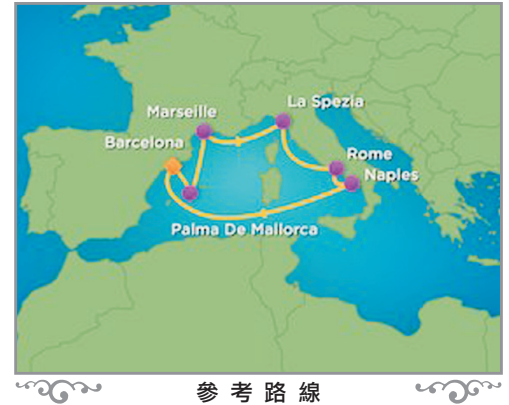 La Spezia
Marseille
Barcelona
Rome
Naples
Palma De Mallorca
參考路線